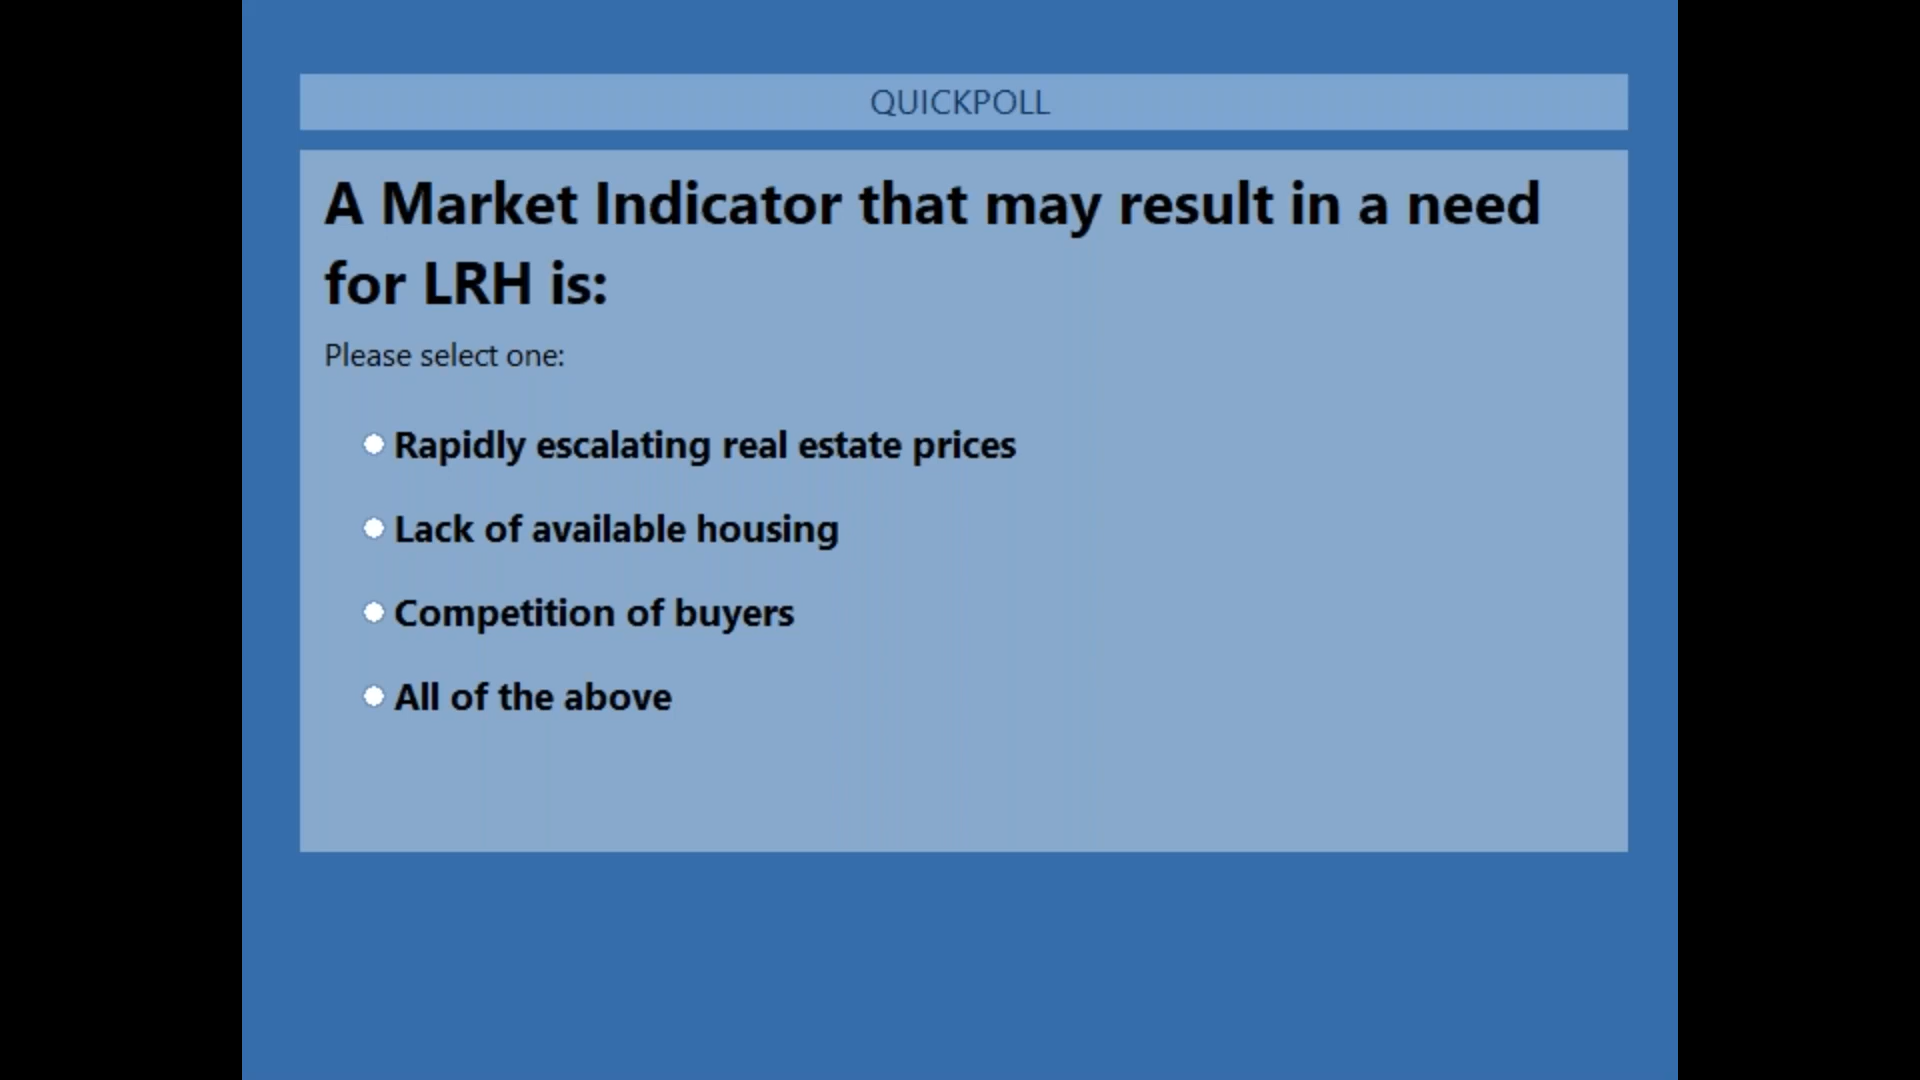 QUICKPOLL
A Market Indicator that may result in a need
for LRH is:
Please select one:
Rapidly escalating real estate prices
Lack of available housing
Competition of buyers
All of the above